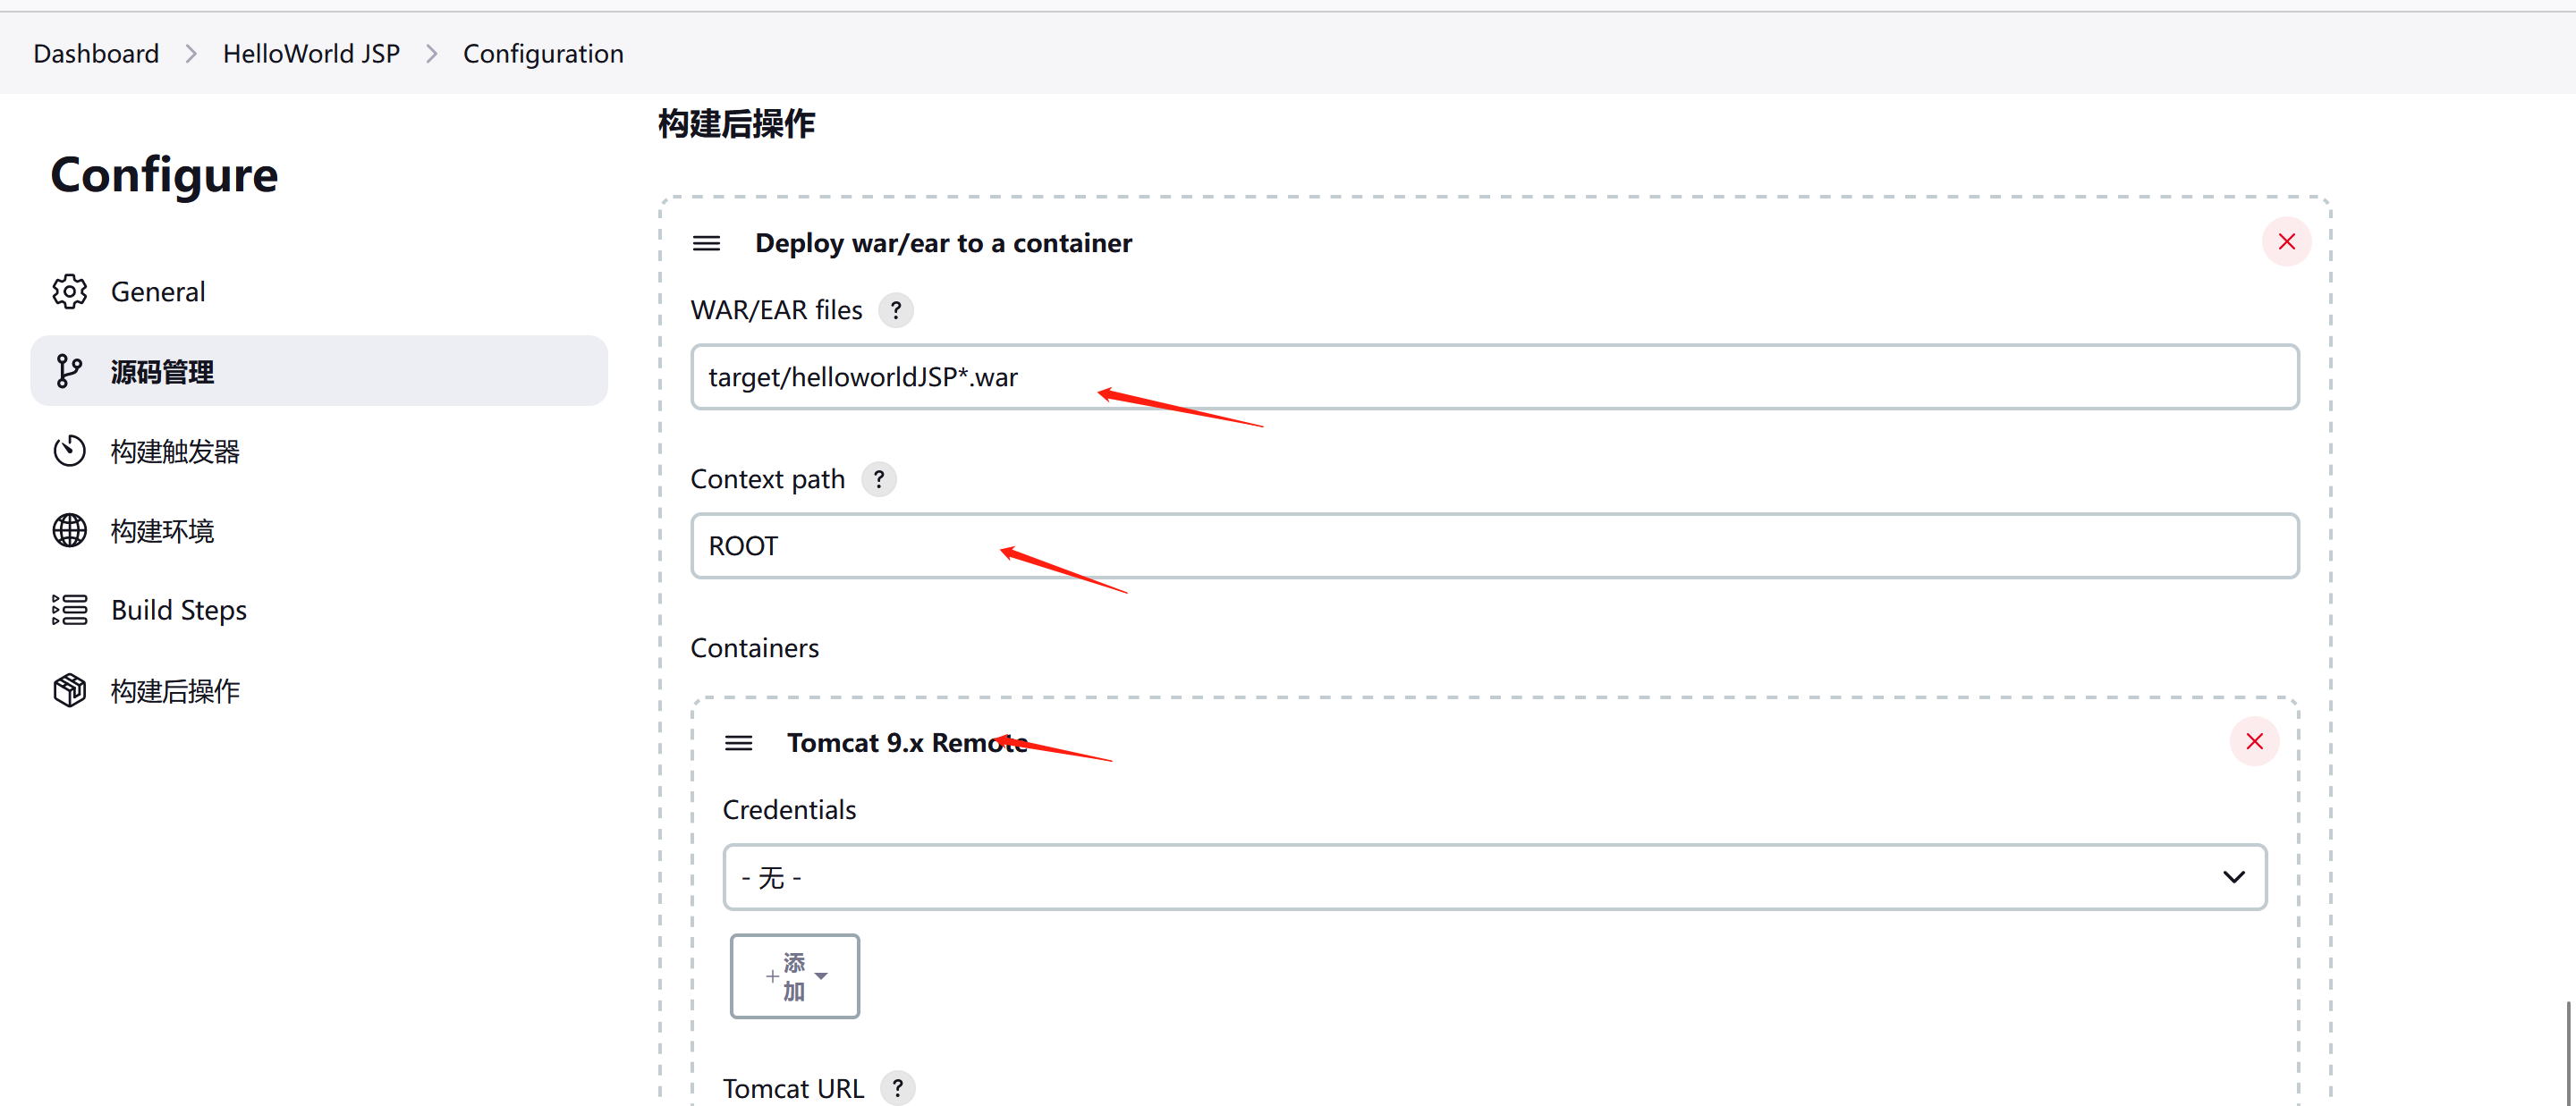 Dashboard > HelloWorld JSP > Configuration
Configure
General
源码管理
构建触发器
构建环境
Build Steps
构建后操作
构建后操作
Deploy war/ear to a container
WAR/EAR files ?
target/helloworldJSP*.war
Context path ?
ROOT
Containers
Tomcat 9.x Remote
Credentials
- 无 -
+添
加
Tomcat URL ?